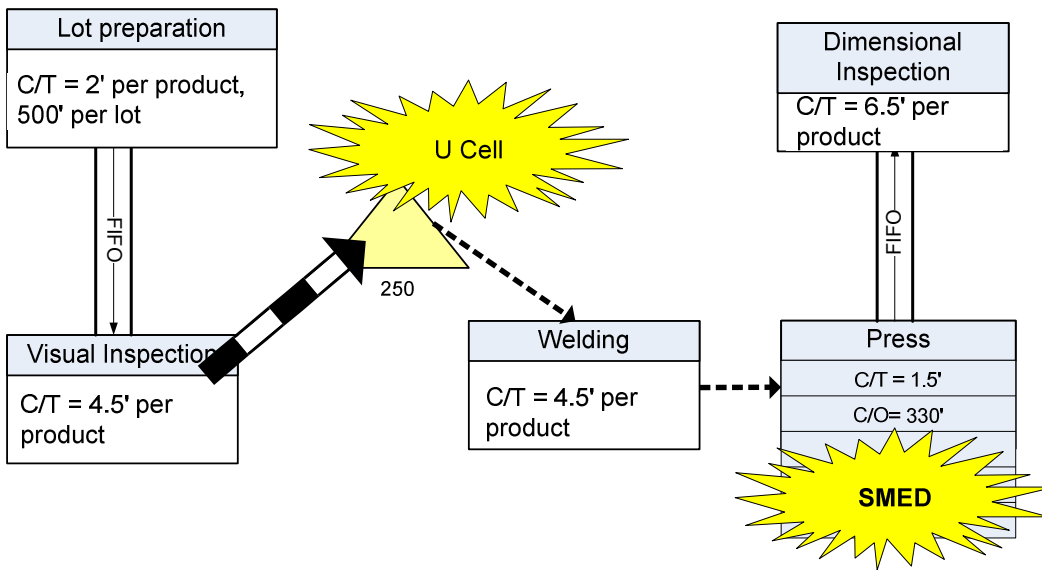 Lot preparation
C/T = 2' per product,
500' per lot
FIFO
Visual Inspection
C/T = 4.5' per
product
U Cell
250
Welding
C/T = 4.5' per
product
Dimensional
Inspection
C/T = 6.5' per
product
FIFO
Press
C/T = 1.5'
C/O= 330'
SMED